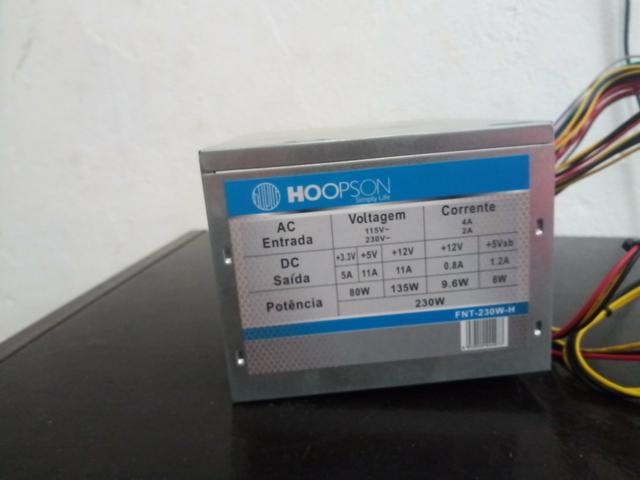 HOOPSON
Simply Life
AC Entrada Voltagem 115V~ 230V~ Corrente 4A 2A
DC Saída +3.3V +5V +12V +12V +5Vsb
5A 11A 11A 0.8A 1.2A
80W 135W 9.6W 6W
Potência 230W
FNT-230W-H